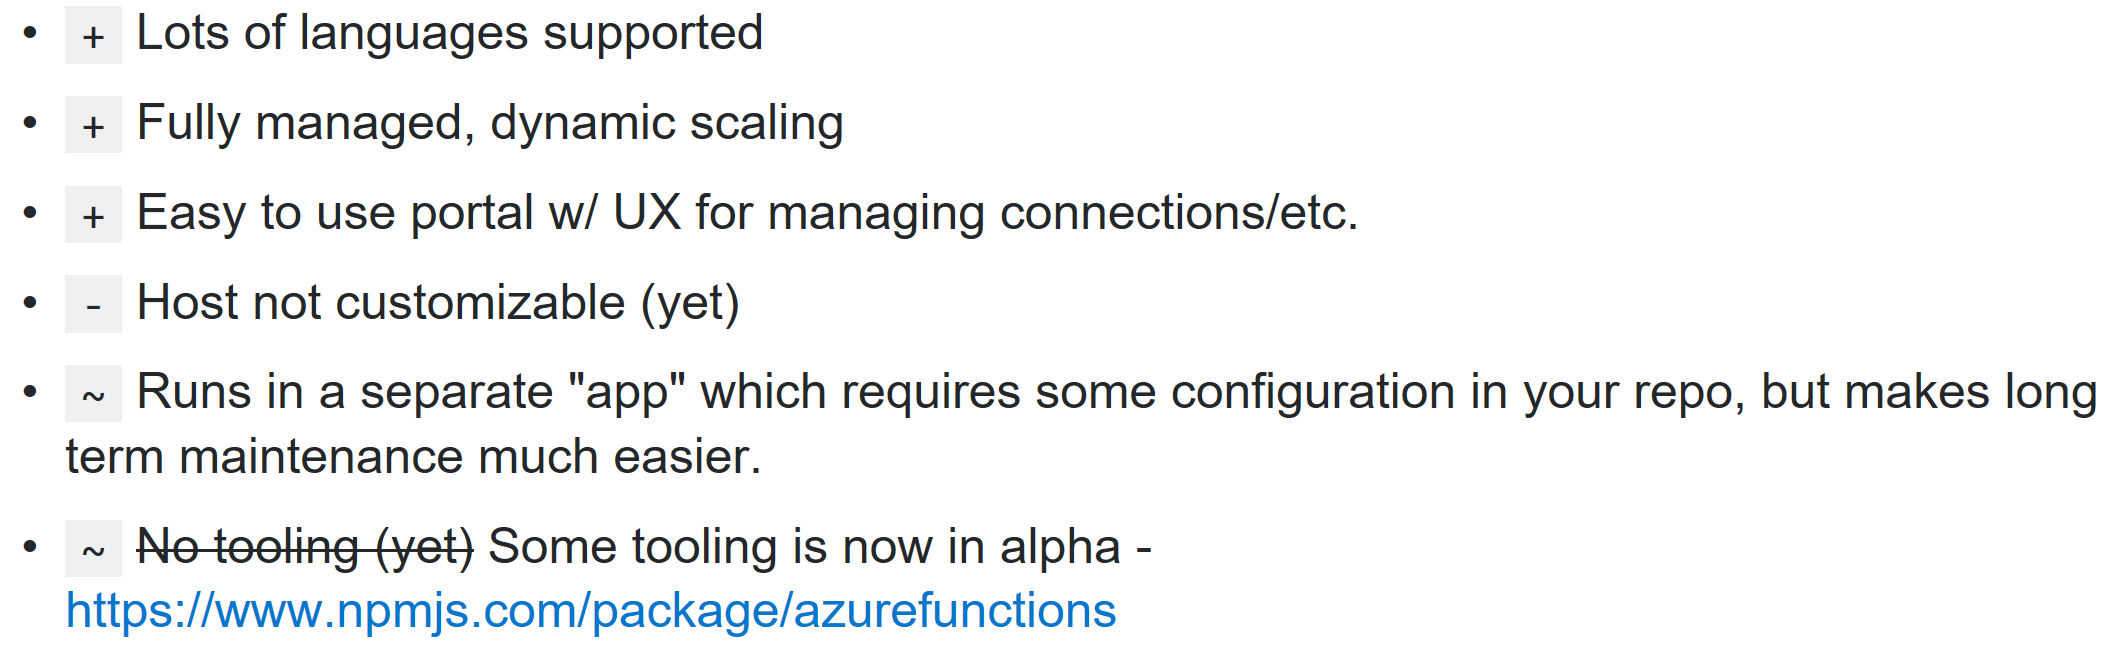 • + Lots of languages supported
• + Fully managed, dynamic scaling
• + Easy to use portal w/ UX for managing connections/etc.
• - Host not customizable (yet)
• ~ Runs in a separate "app" which requires some configuration in your repo, but makes long
term maintenance much easier.
• ~ No tooling (yet) Some tooling is now in alpha -
https://www.npmjs.com/package/azurefunctions